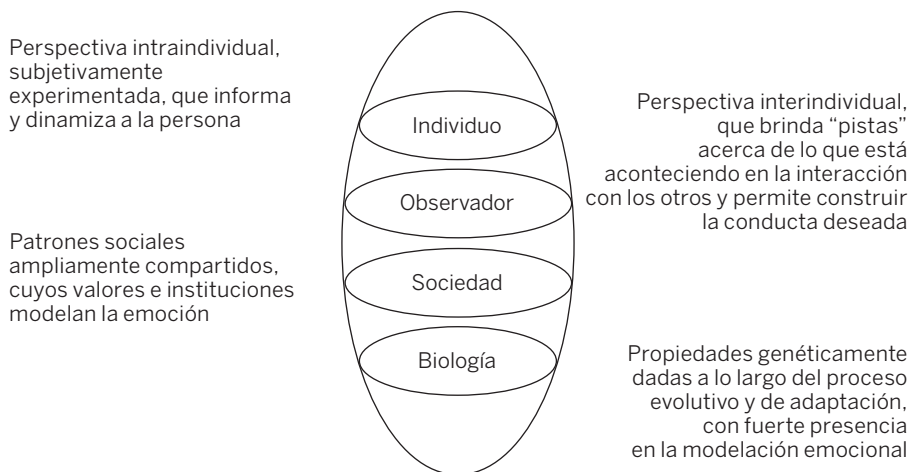 Perspectiva intraindividual,
subjetivamente
experimentada, que informa
y dinamiza a la persona
Individuo
Perspectiva interindividual,
que brinda “pistas”
acerca de lo que está
aconteciendo en la interacción
con los otros y permite construir
la conducta deseada
Observador
Patrones sociales
ampliamente compartidos,
cuyos valores e instituciones
modelan la emoción
Sociedad
Biología
Propiedades genéticamente
dadas a lo largo del proceso
evolutivo y de adaptación,
con fuerte presencia
en la modelación emocional